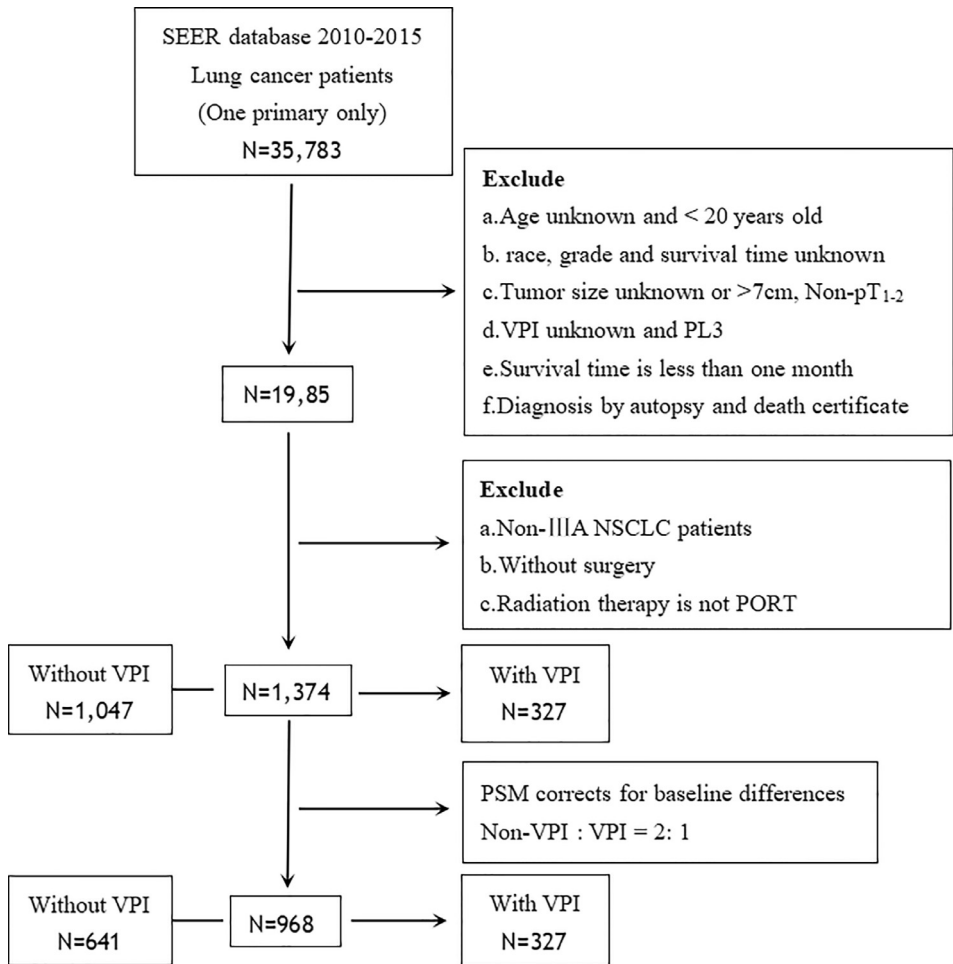 SEER database 2010-2015
Lung cancer patients
(One primary only)
N=35,783
Exclude
a.Age unknown and < 20 years old
b. race, grade and survival time unknown
c.Tumor size unknown or >7cm, Non-pT₁₋₂
d.VPI unknown and PL3
e.Survival time is less than one month
f.Diagnosis by autopsy and death certificate
N=19,85
Exclude
a.Non-IIIA NSCLC patients
b.Without surgery
c.Radiation therapy is not PORT
Without VPI
N=1,047
N=1,374
With VPI
N=327
PSM corrects for baseline differences
Non-VPI : VPI = 2: 1
Without VPI
N=641
N=968
With VPI
N=327